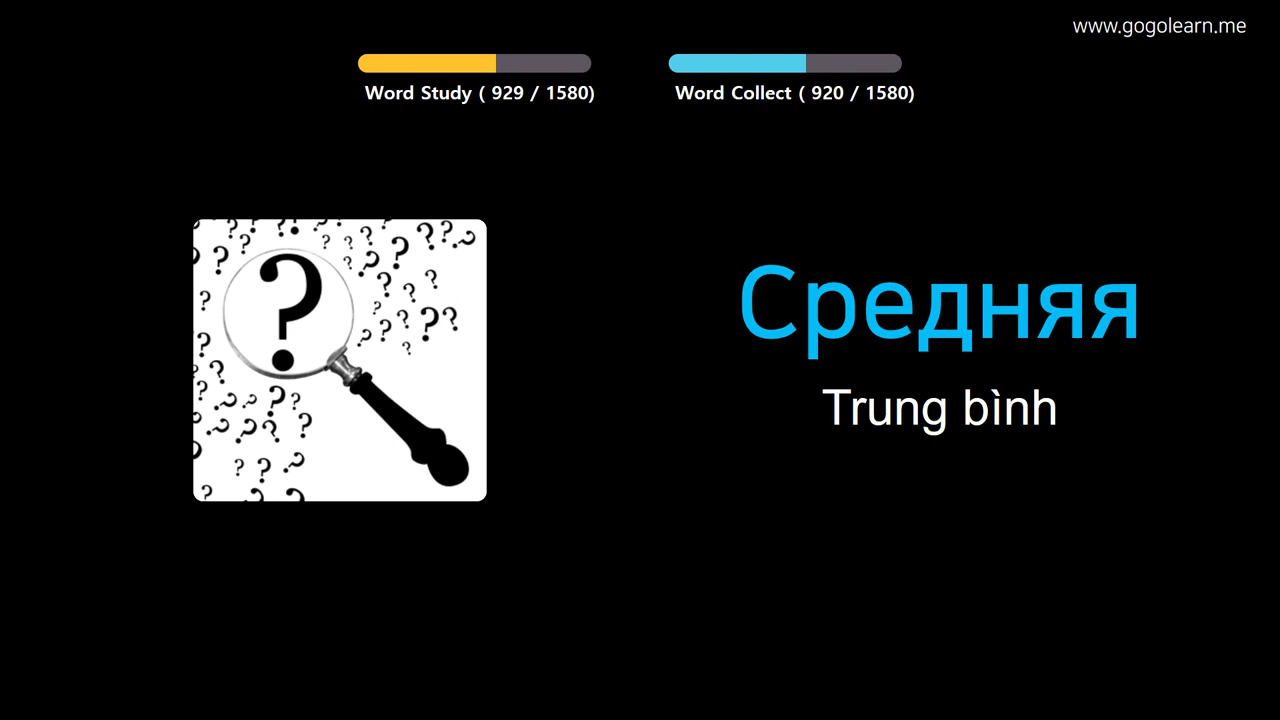 www.gogolearn.me
Word Study ( 929 / 1580)
Word Collect ( 920 / 1580)
Средняя
Trung bình